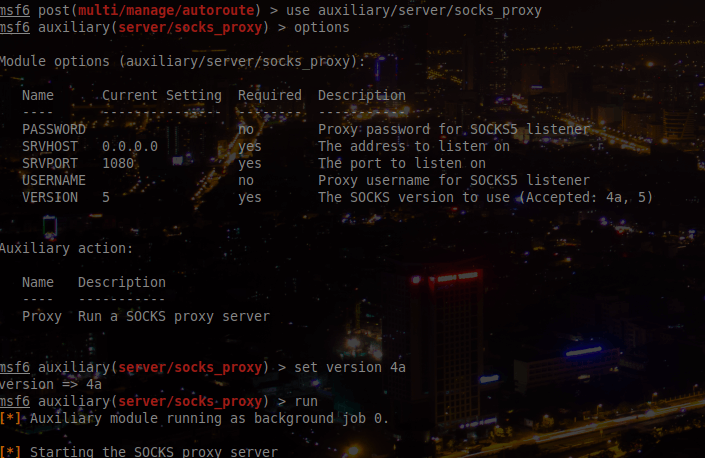 msf6 post(multi/manage/autoroute) > use auxiliary/server/socks_proxy
msf6 auxiliary(server/socks_proxy) > options
Module options (auxiliary/server/socks_proxy):
Name Current Setting Required Description
---- --------------- -------- -----------
PASSWORD no Proxy password for SOCKS5 listener
SRVHOST 0.0.0.0 yes The address to listen on
SRVPORT 1080 yes The port to listen on
USERNAME no Proxy username for SOCKS5 listener
VERSION 5 yes The SOCKS version to use (Accepted: 4a, 5)
Auxiliary action:
Name Description
---- -----------
Proxy Run a SOCKS proxy server
msf6 auxiliary(server/socks_proxy) > set version 4a
version => 4a
msf6 auxiliary(server/socks_proxy) > run
[*] Auxiliary module running as background job 0.
[*] Starting the SOCKS proxy server